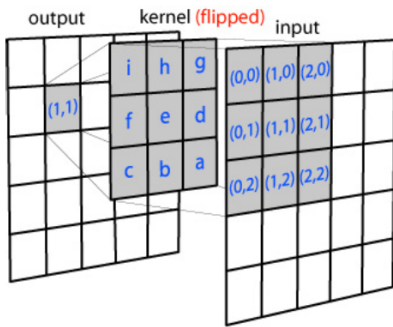 output
kernel (flipped)
input
(1,1)
i h g
f e d
c b a
(0,0) (1,0) (2,0)
(0,1) (1,1) (2,1)
(0,2) (1,2) (2,2)